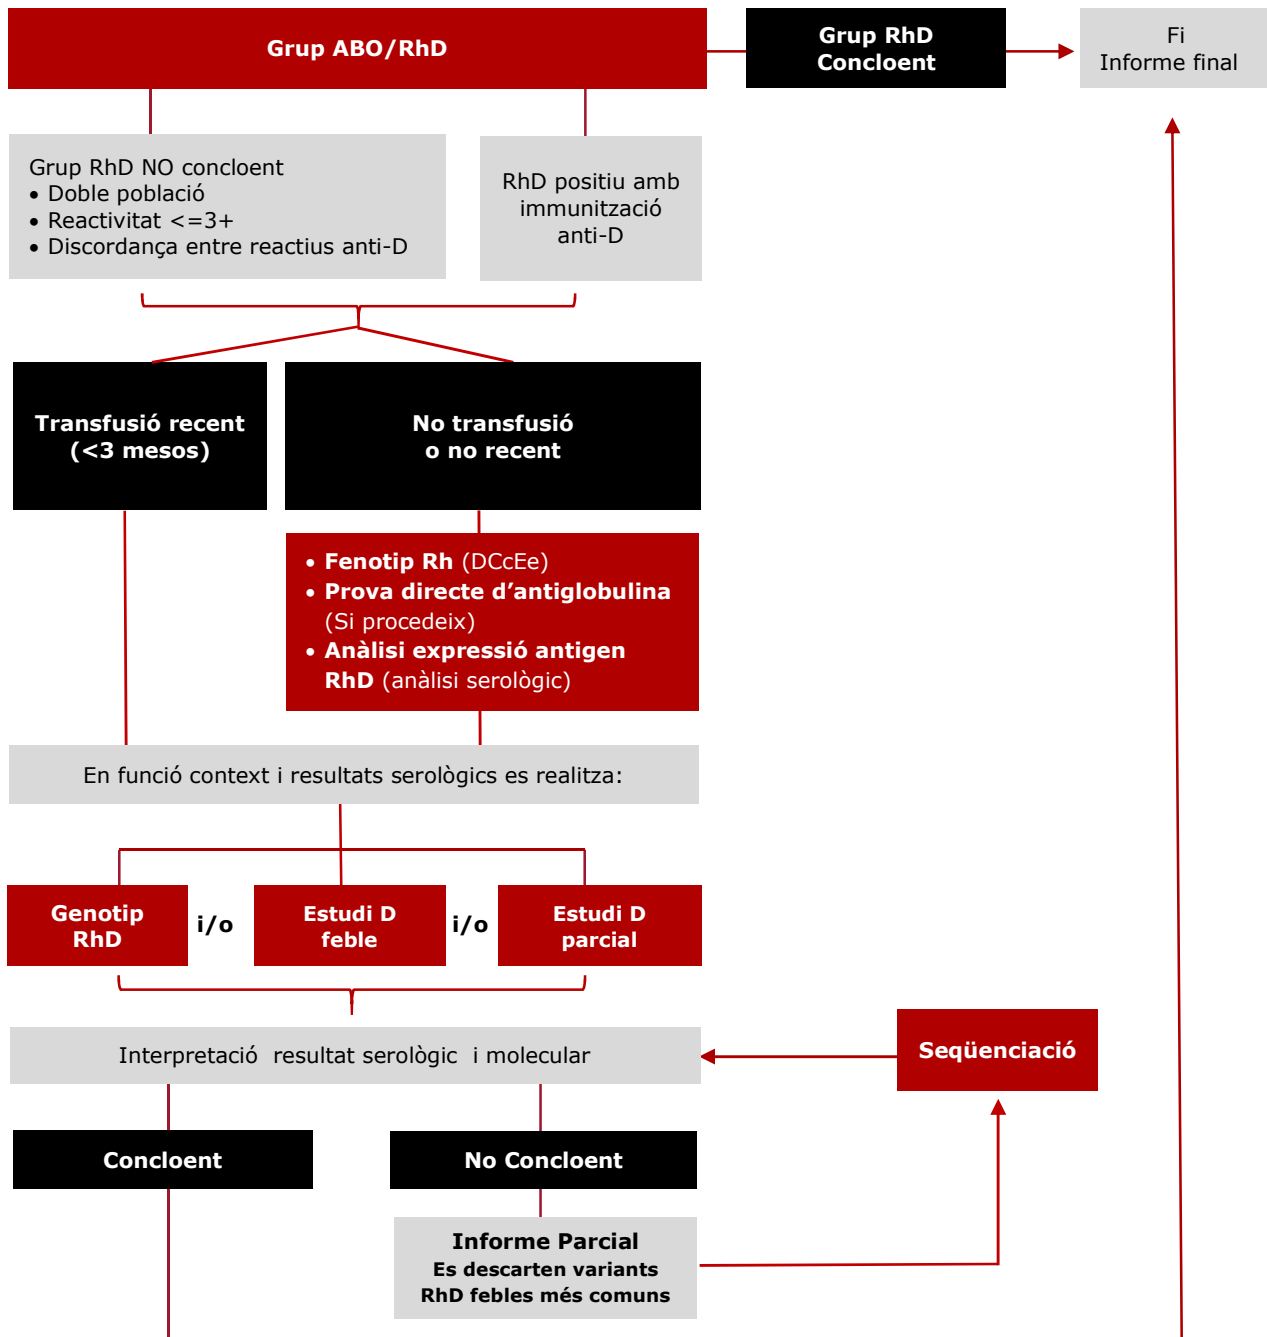 Grup ABO/RhD
Grup RhD
Concloent
Fi
Informe final
Grup RhD NO concloent
• Doble població
• Reactivitat <=3+
• Discordança entre reactius anti-D
RhD positiu amb
immunització
anti-D
Transfusió recent
(<3 mesos)
No transfusió
o no recent
• Fenotip Rh (DCcEe)
• Prova directe d’antiglobulina
(Si procedeix)
• Anàlisi expressió antigen
RhD (anàlisi serològic)
En funció context i resultats serològics es realitza:
Genotip
RhD
i/o
Estudi D
feble
i/o
Estudi D
parcial
Interpretació resultat serològic i molecular
Seqüenciació
Concloent
No Concloent
Informe Parcial
Es descarten variants
RhD febles més comuns